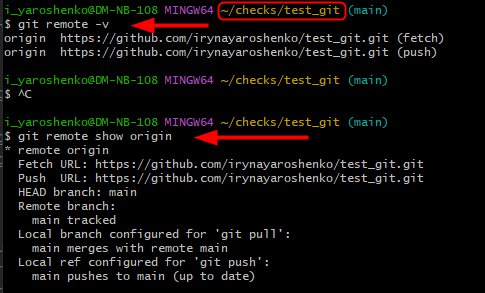 i_yaroshenko@DM-NB-108 MINGW64 ~/checks/test_git (main)
$ git remote -v
origin  https://github.com/irynayaroshenko/test_git.git (fetch)
origin  https://github.com/irynayaroshenko/test_git.git (push)
i_yaroshenko@DM-NB-108 MINGW64 ~/checks/test_git (main)
$ ^C
i_yaroshenko@DM-NB-108 MINGW64 ~/checks/test_git (main)
$ git remote show origin
* remote origin
  Fetch URL: https://github.com/irynayaroshenko/test_git.git
  Push  URL: https://github.com/irynayaroshenko/test_git.git
  HEAD branch: main
  Remote branch:
    main tracked
  Local branch configured for 'git pull':
    main merges with remote main
  Local ref configured for 'git push':
    main pushes to main (up to date)